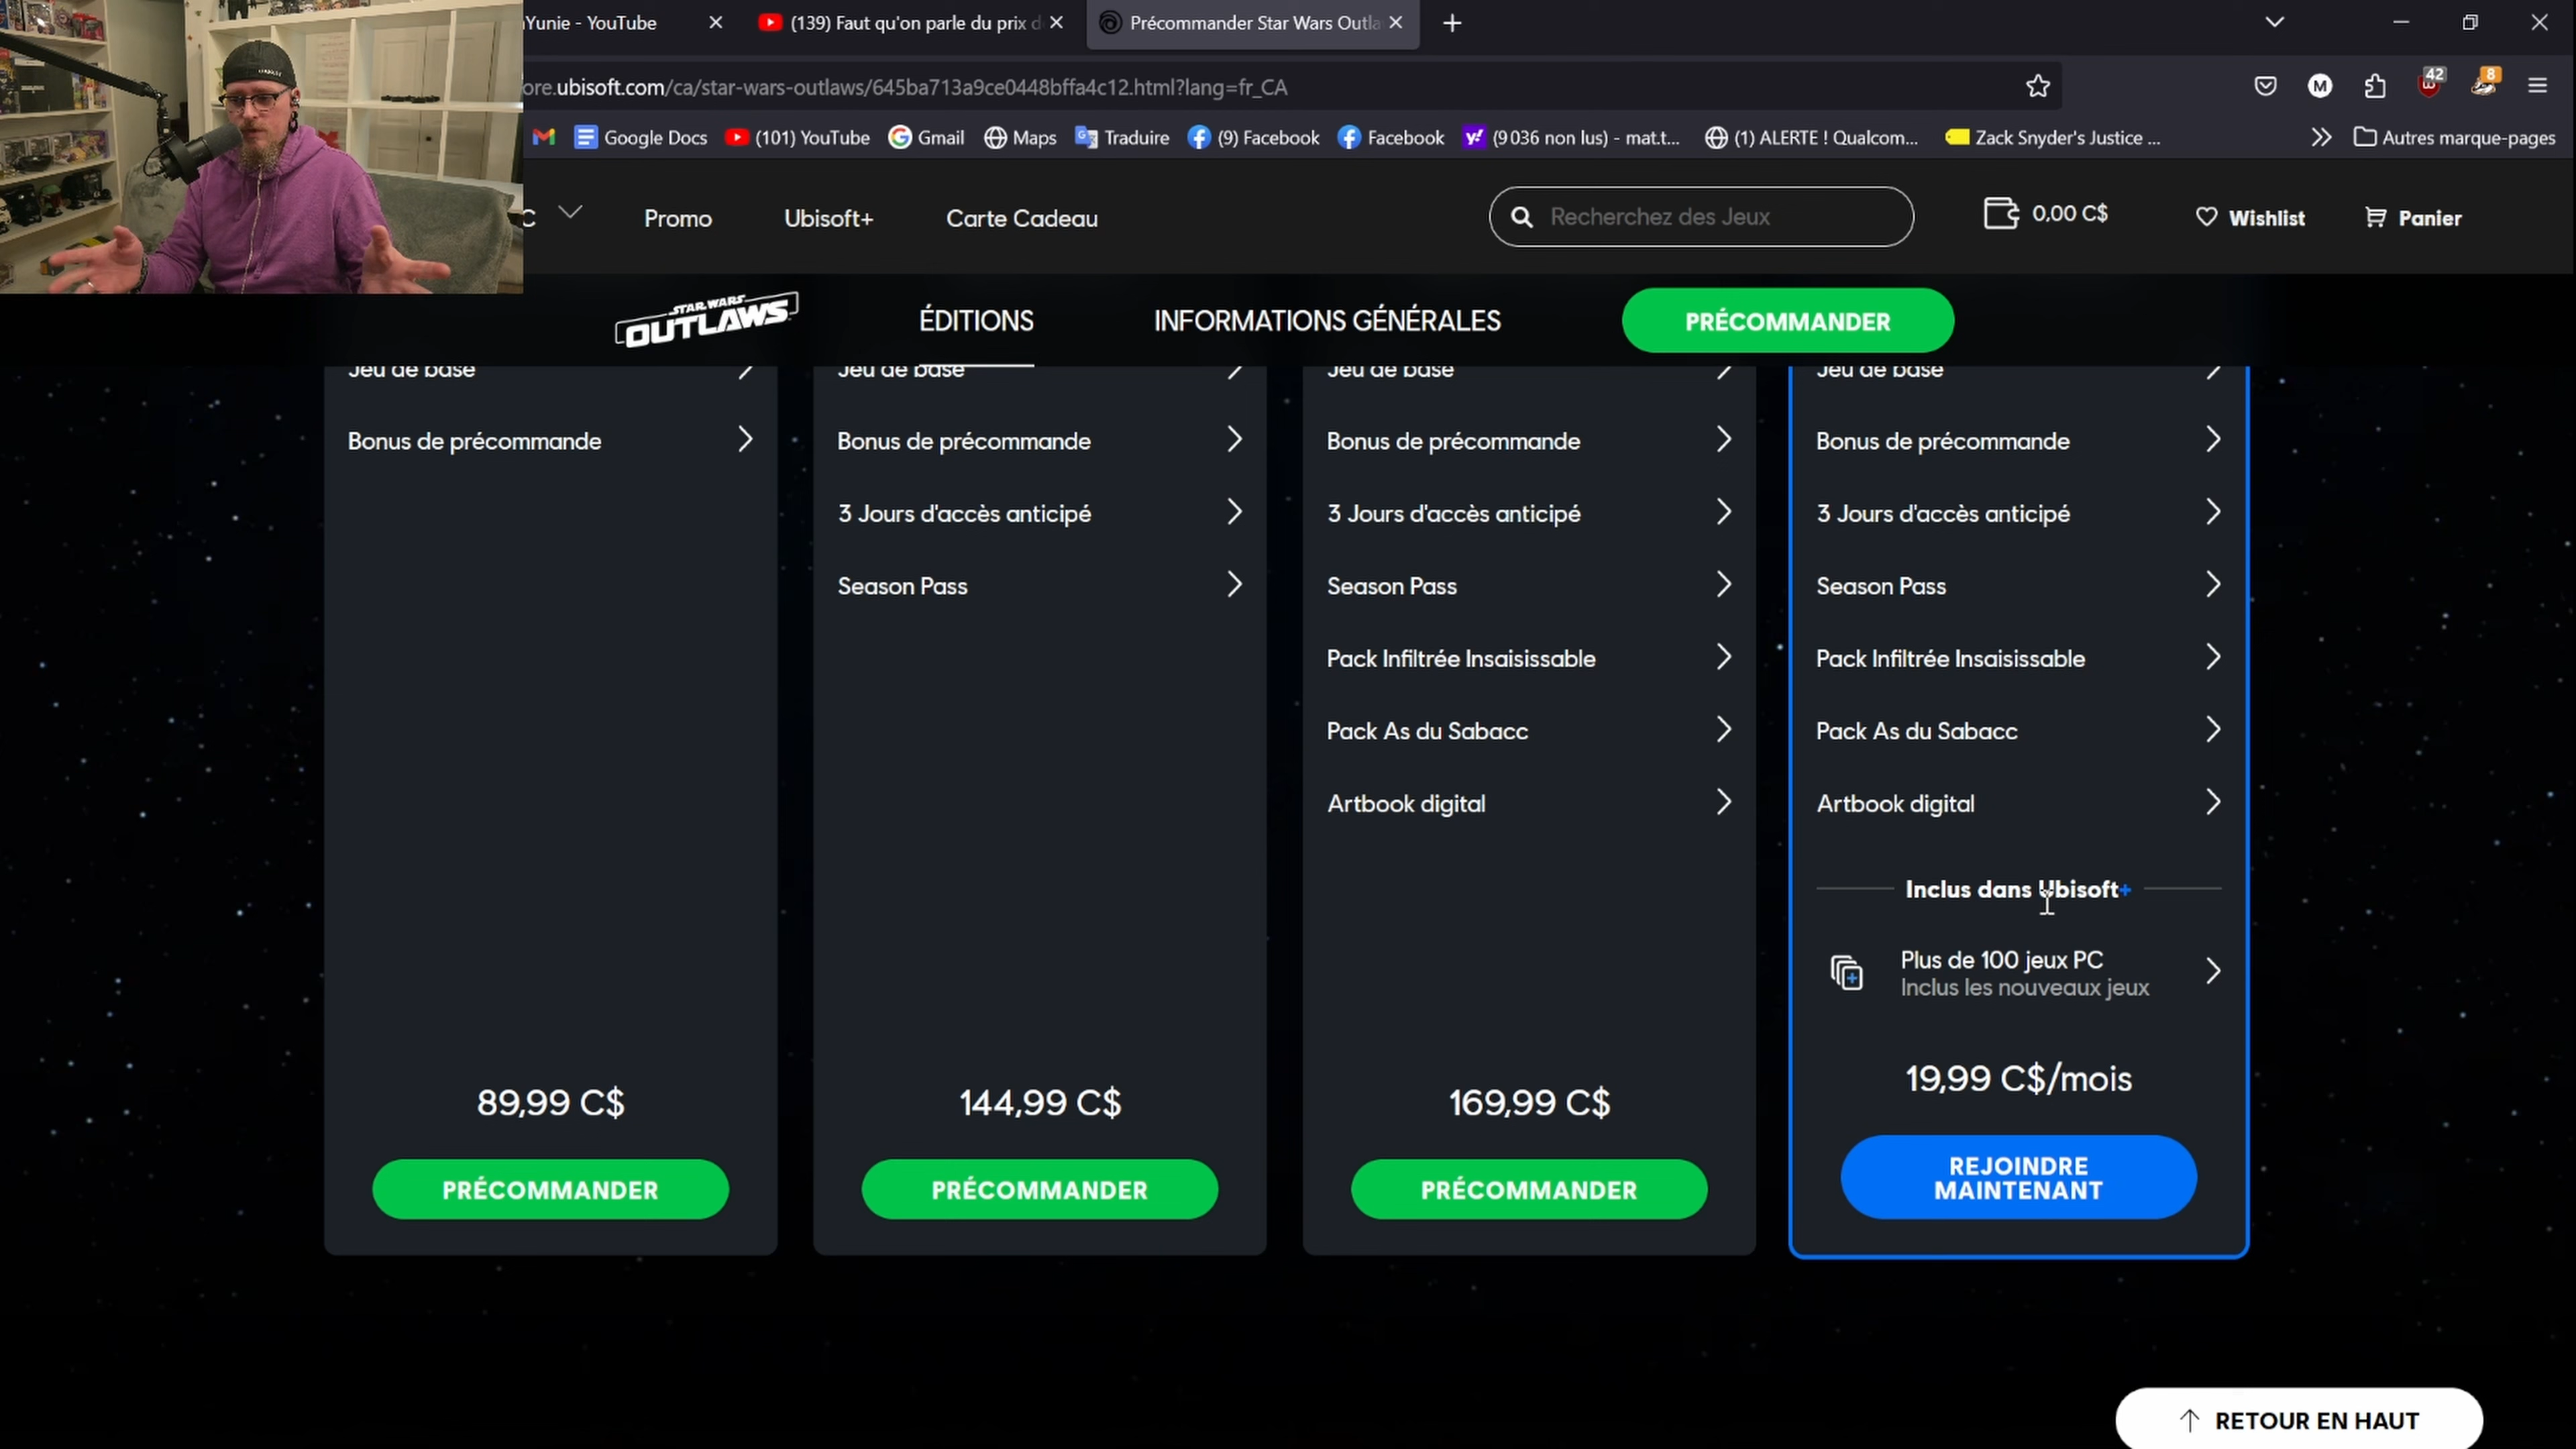 Yunie - YouTube
(139) Faut qu'on parle du prix d
Précommander Star Wars Outla
ore.ubisoft.com/ca/star-wars-outlaws/645ba713a9ce0448bffa4c12.html?lang=fr_CA
M
42
8
Google Docs
(101) YouTube
Gmail
Maps
Traduire
(9) Facebook
Facebook
(9 036 non lus) - mat.t...
(1) ALERTE ! Qualcom...
Zack Snyder's Justice ...
Autres marque-pages
C
Promo
Ubisoft+
Carte Cadeau
Recherchez des Jeux
0,00 C$
Wishlist
Panier
STAR WARS
OUTLAWS
ÉDITIONS
INFORMATIONS GÉNÉRALES
PRÉCOMMANDER
Jeu de base
Bonus de précommande
89,99 C$
PRÉCOMMANDER
Jeu de base
Bonus de précommande
3 Jours d'accès anticipé
Season Pass
144,99 C$
PRÉCOMMANDER
Jeu de base
Bonus de précommande
3 Jours d'accès anticipé
Season Pass
Pack Infiltrée Insaisissable
Pack As du Sabacc
Artbook digital
169,99 C$
PRÉCOMMANDER
Jeu de base
Bonus de précommande
3 Jours d'accès anticipé
Season Pass
Pack Infiltrée Insaisissable
Pack As du Sabacc
Artbook digital
Inclus dans Ubisoft+
Plus de 100 jeux PC
Inclus les nouveaux jeux
19,99 C$/mois
REJOINDRE
MAINTENANT
RETOUR EN HAUT